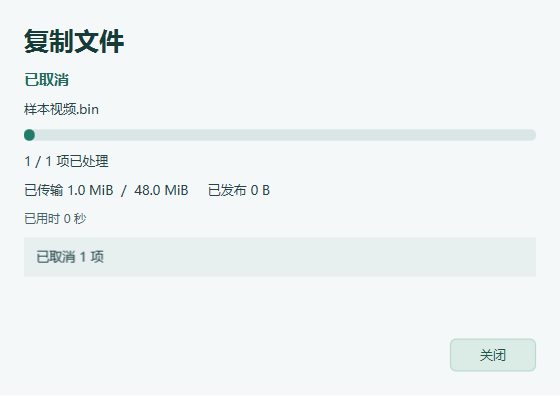 复制文件
已取消
样本视频.bin
1 / 1 项已处理
已传输 1.0 MiB / 48.0 MiB 已发布 0 B
已用时 0 秒
已取消 1 项
关闭